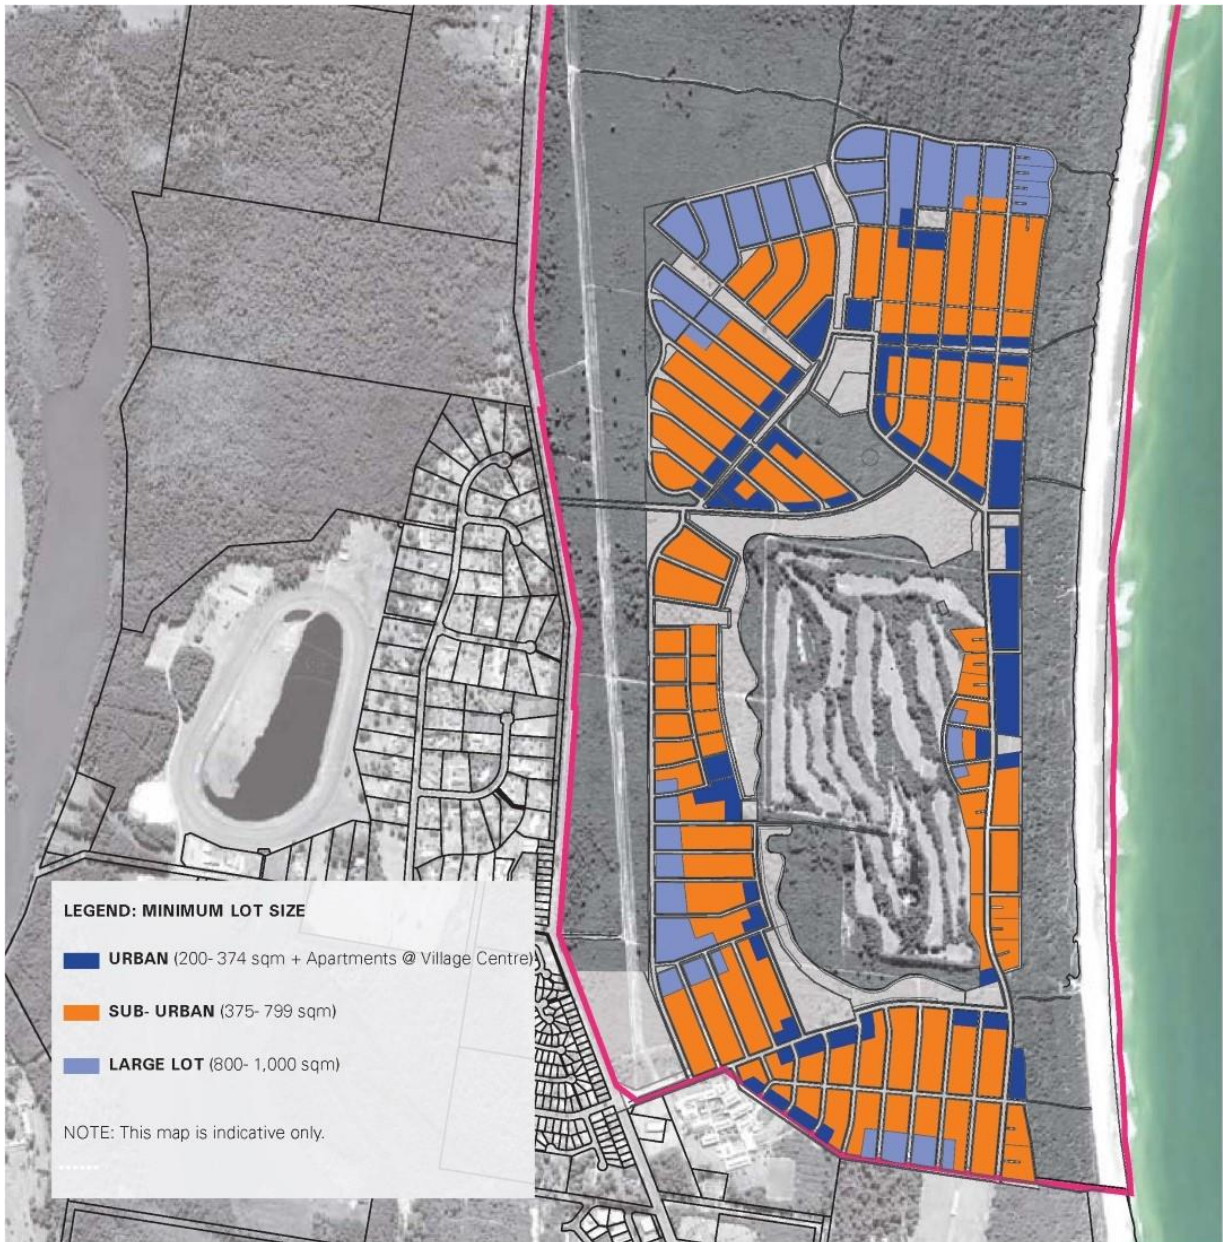 LEGEND: MINIMUM LOT SIZE
URBAN (200- 374 sqm + Apartments @ Village Centre)
SUB- URBAN (375- 799 sqm)
LARGE LOT (800- 1,000 sqm)
NOTE: This map is indicative only.